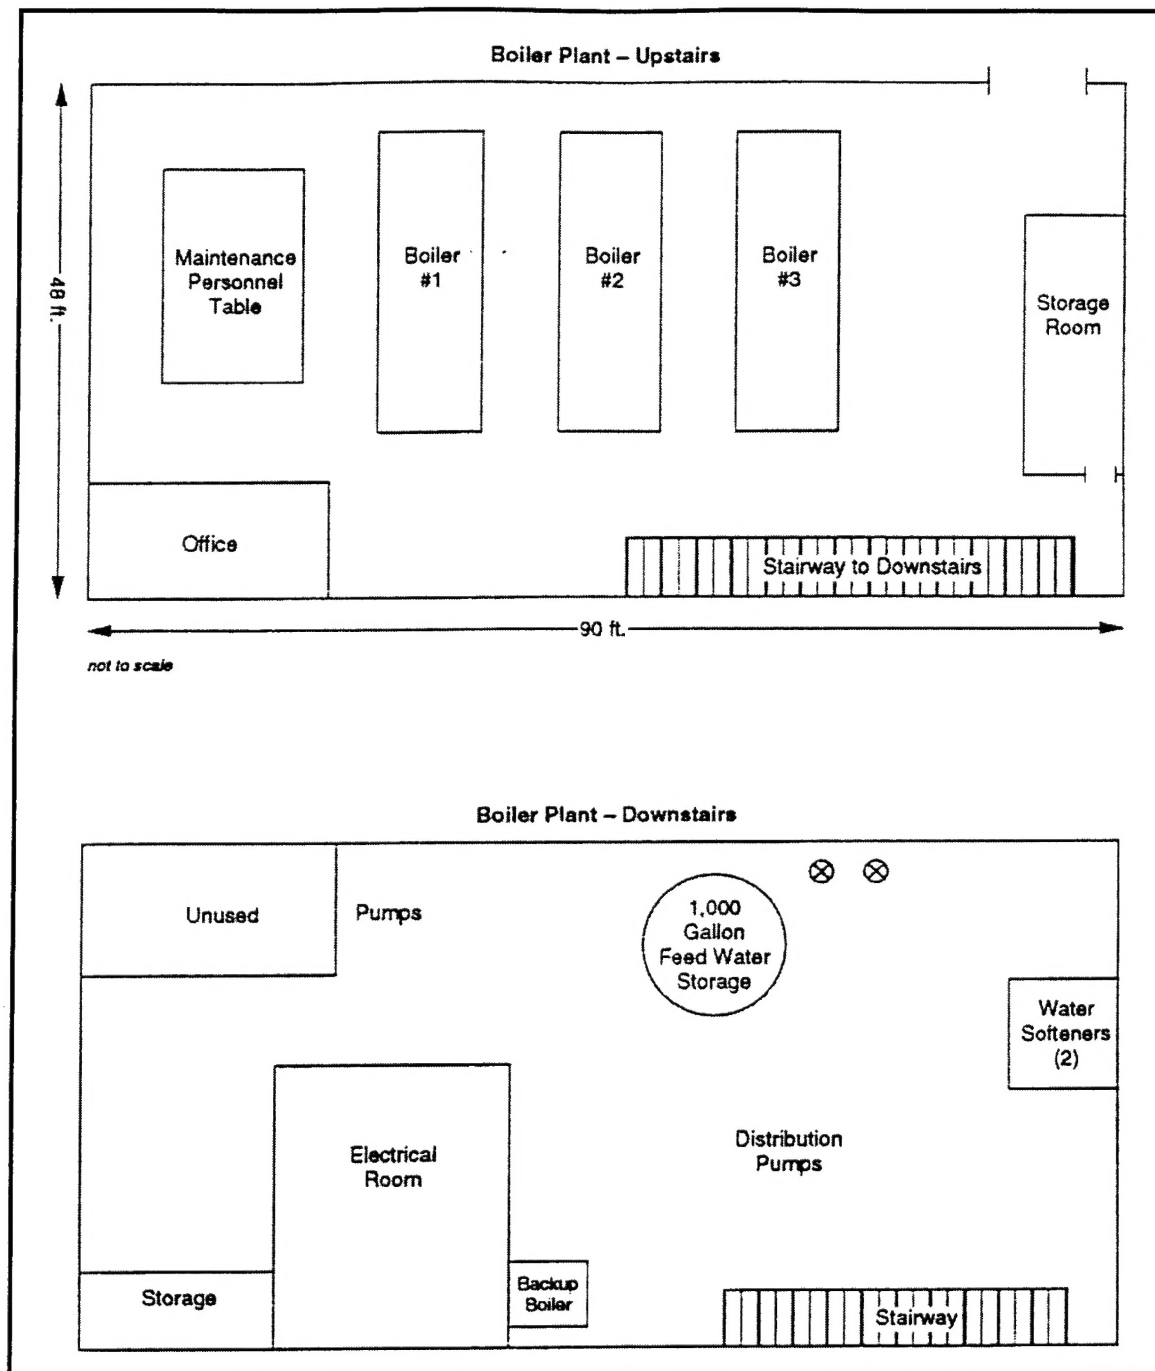 Boiler Plant – Upstairs
Maintenance
Personnel
Table
Boiler
#1
Boiler
#2
Boiler
#3
Storage
Room
48 ft.
Office
Stairway to Downstairs
90 ft.
not to scale
Boiler Plant – Downstairs
Unused
Pumps
1,000
Gallon
Feed Water
Storage
Water
Softeners
(2)
Electrical
Room
Distribution
Pumps
Storage
Backup
Boiler
Stairway